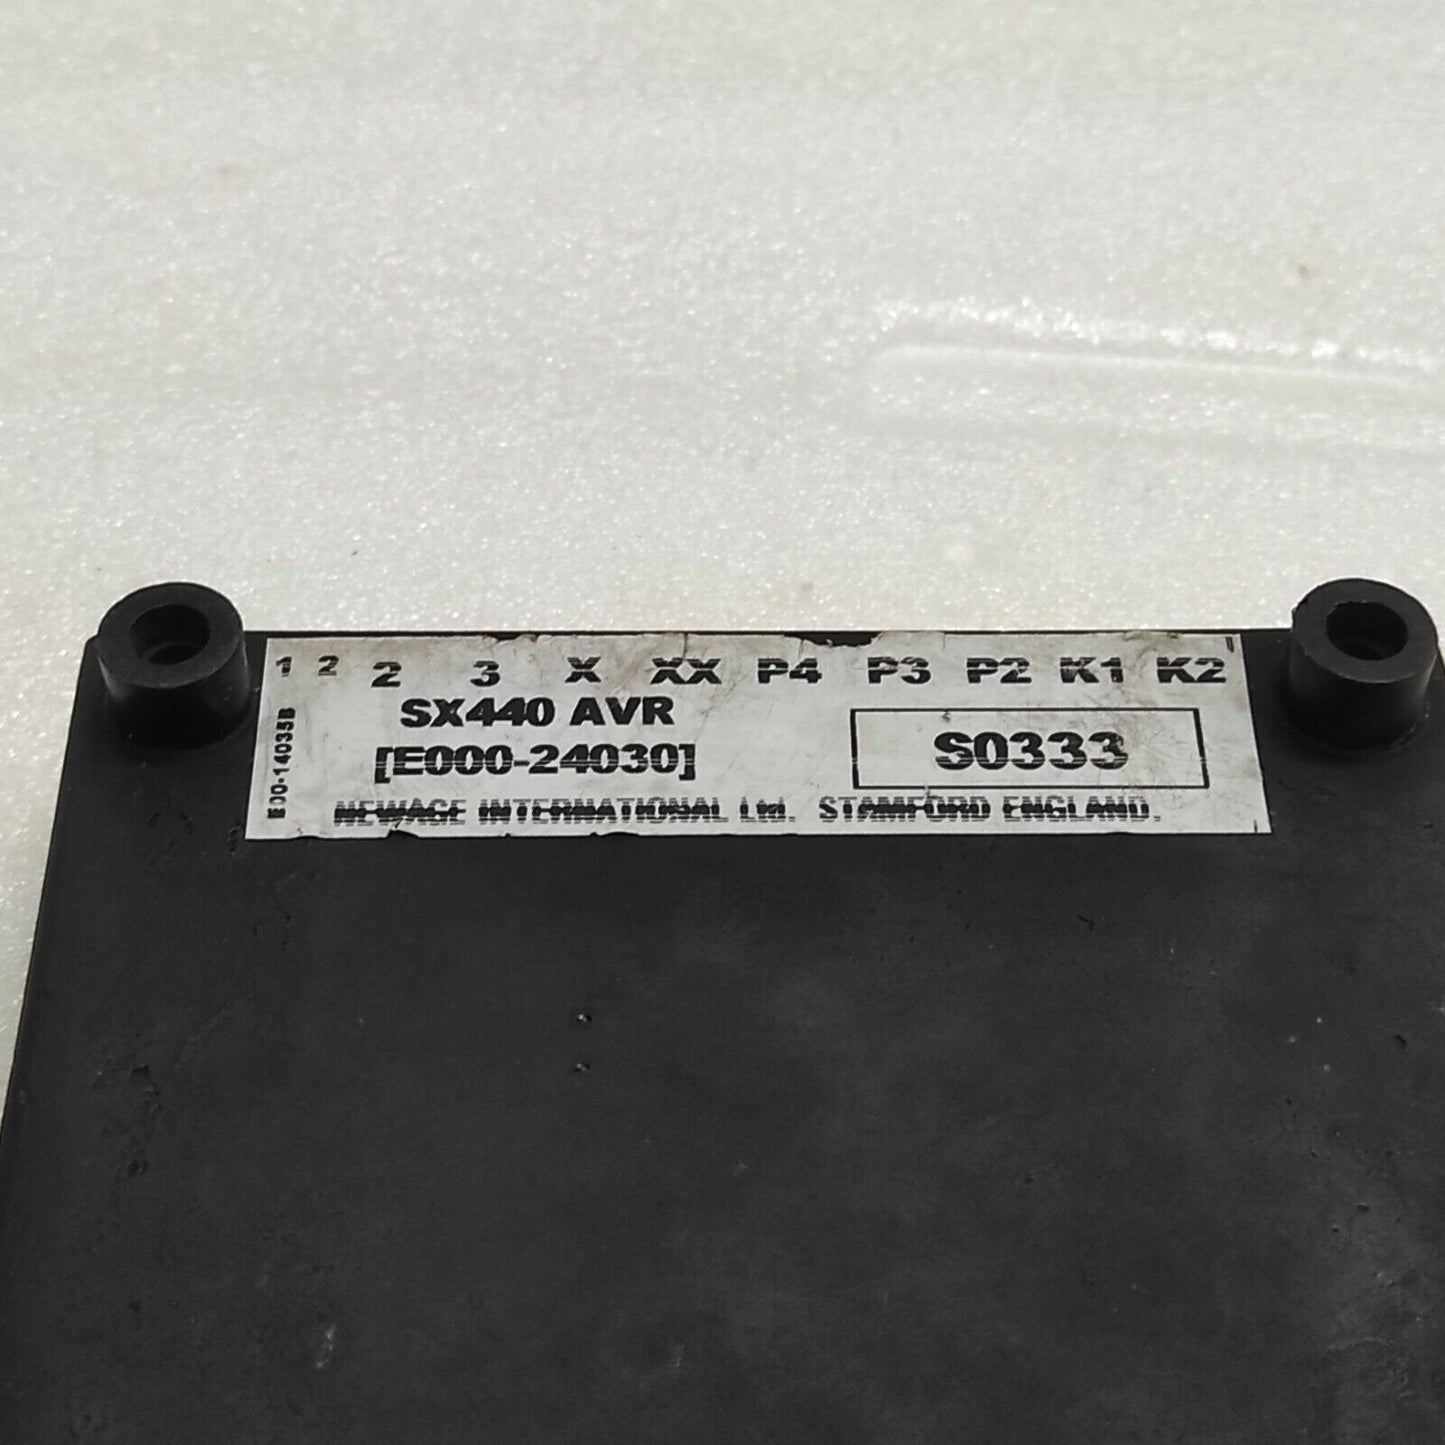 1 2 2 3 X XX P4 P3 P2 K1 K2
SX440 AVR
[E000-24030]
S0333
NEWAGE INTERNATIONAL Ltd. STAMFORD ENGLAND.
E00-14035B